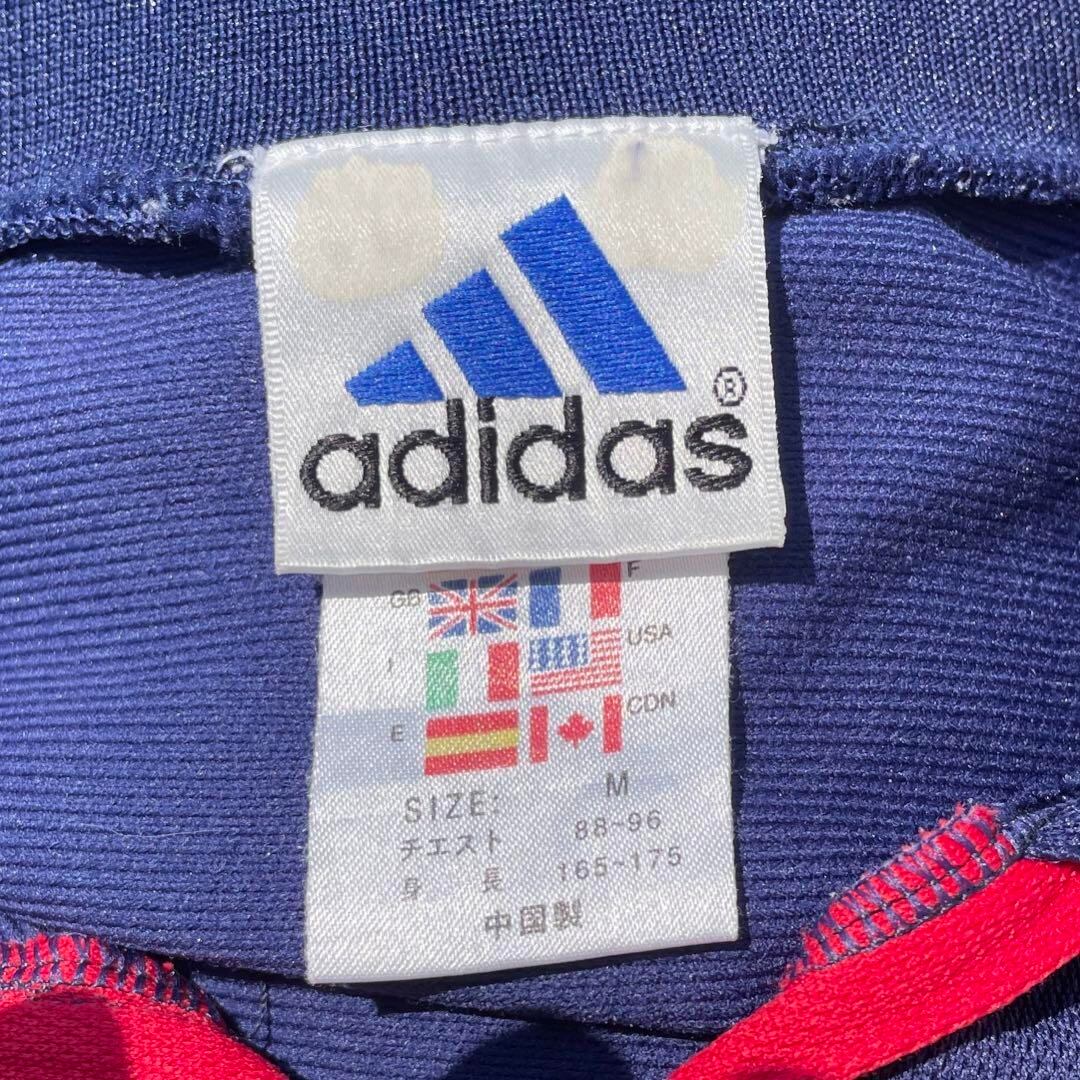 adidas®
GB F
I USA
E CDN
SIZE: M
チエスト 88-96
身長 165~175
中国製